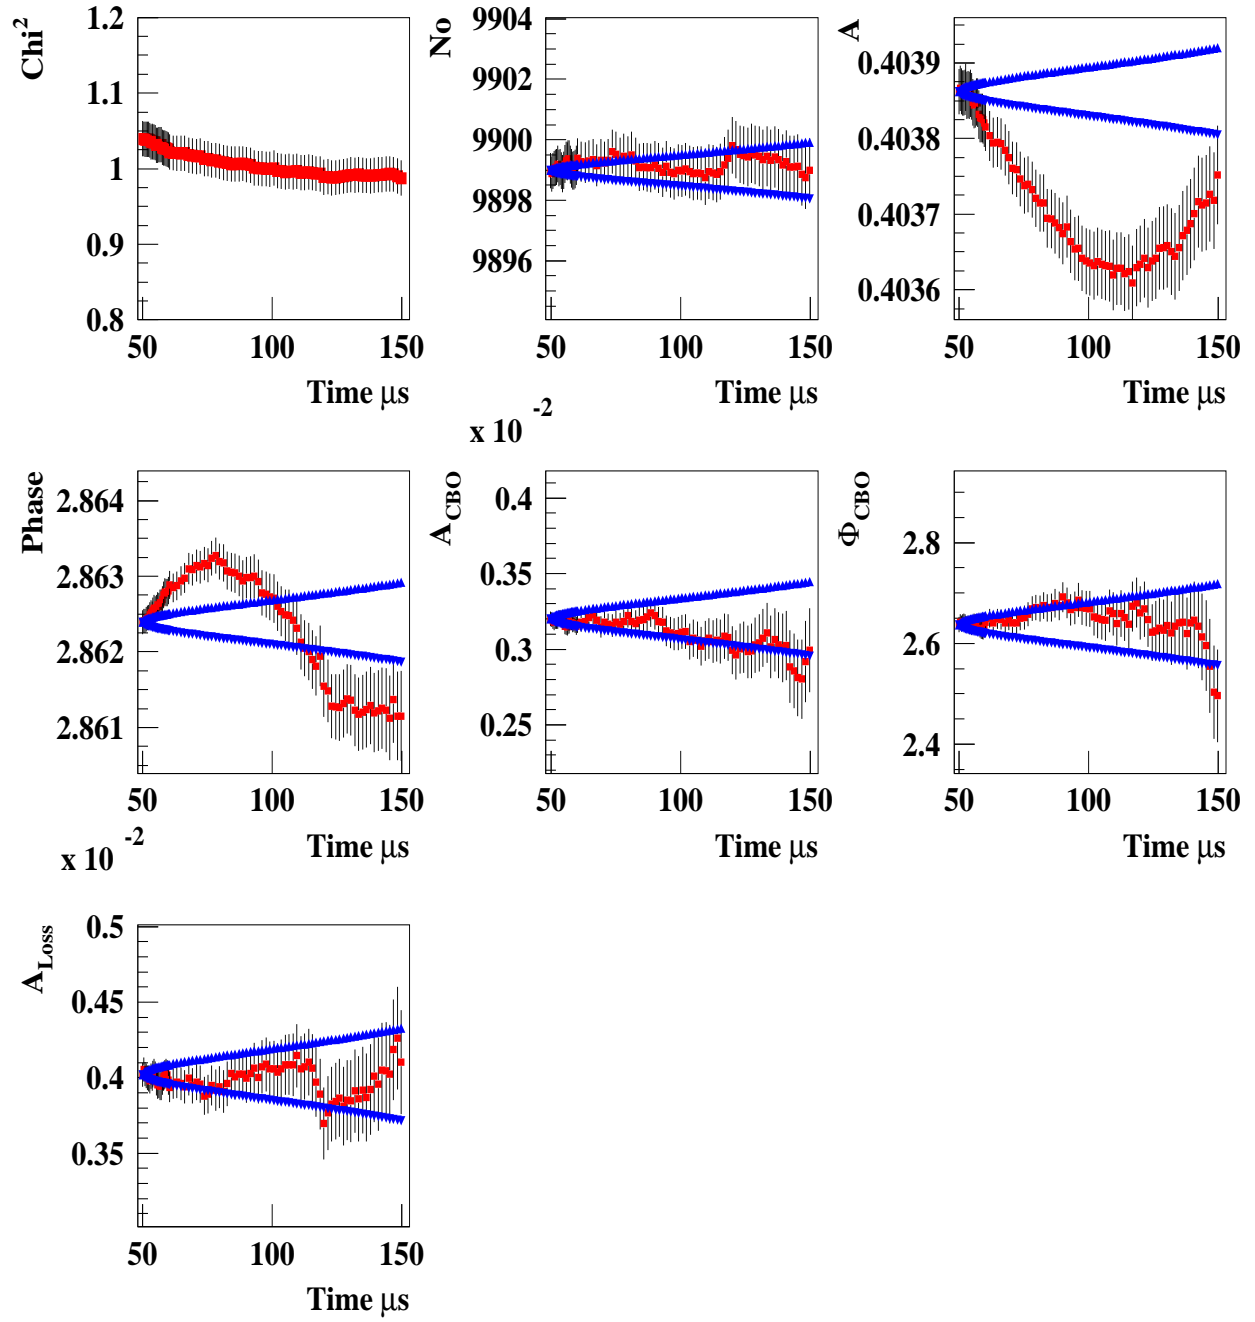 Chi²
1.2
1.1
1
0.9
0.8
50 100 150
Time μs
No
9904
9902
9900
9898
9896
50 100 150
Time μs
A
0.4039
0.4038
0.4037
0.4036
50 100 150
Time μs
Phase
2.864
2.863
2.862
2.861
50 100 150
Time μs
x 10 -2
A CBO
0.4
0.35
0.3
0.25
50 100 150
Time μs
Φ CBO
2.8
2.6
2.4
50 100 150
Time μs
x 10 -2
A Loss
0.5
0.45
0.4
0.35
50 100 150
Time μs